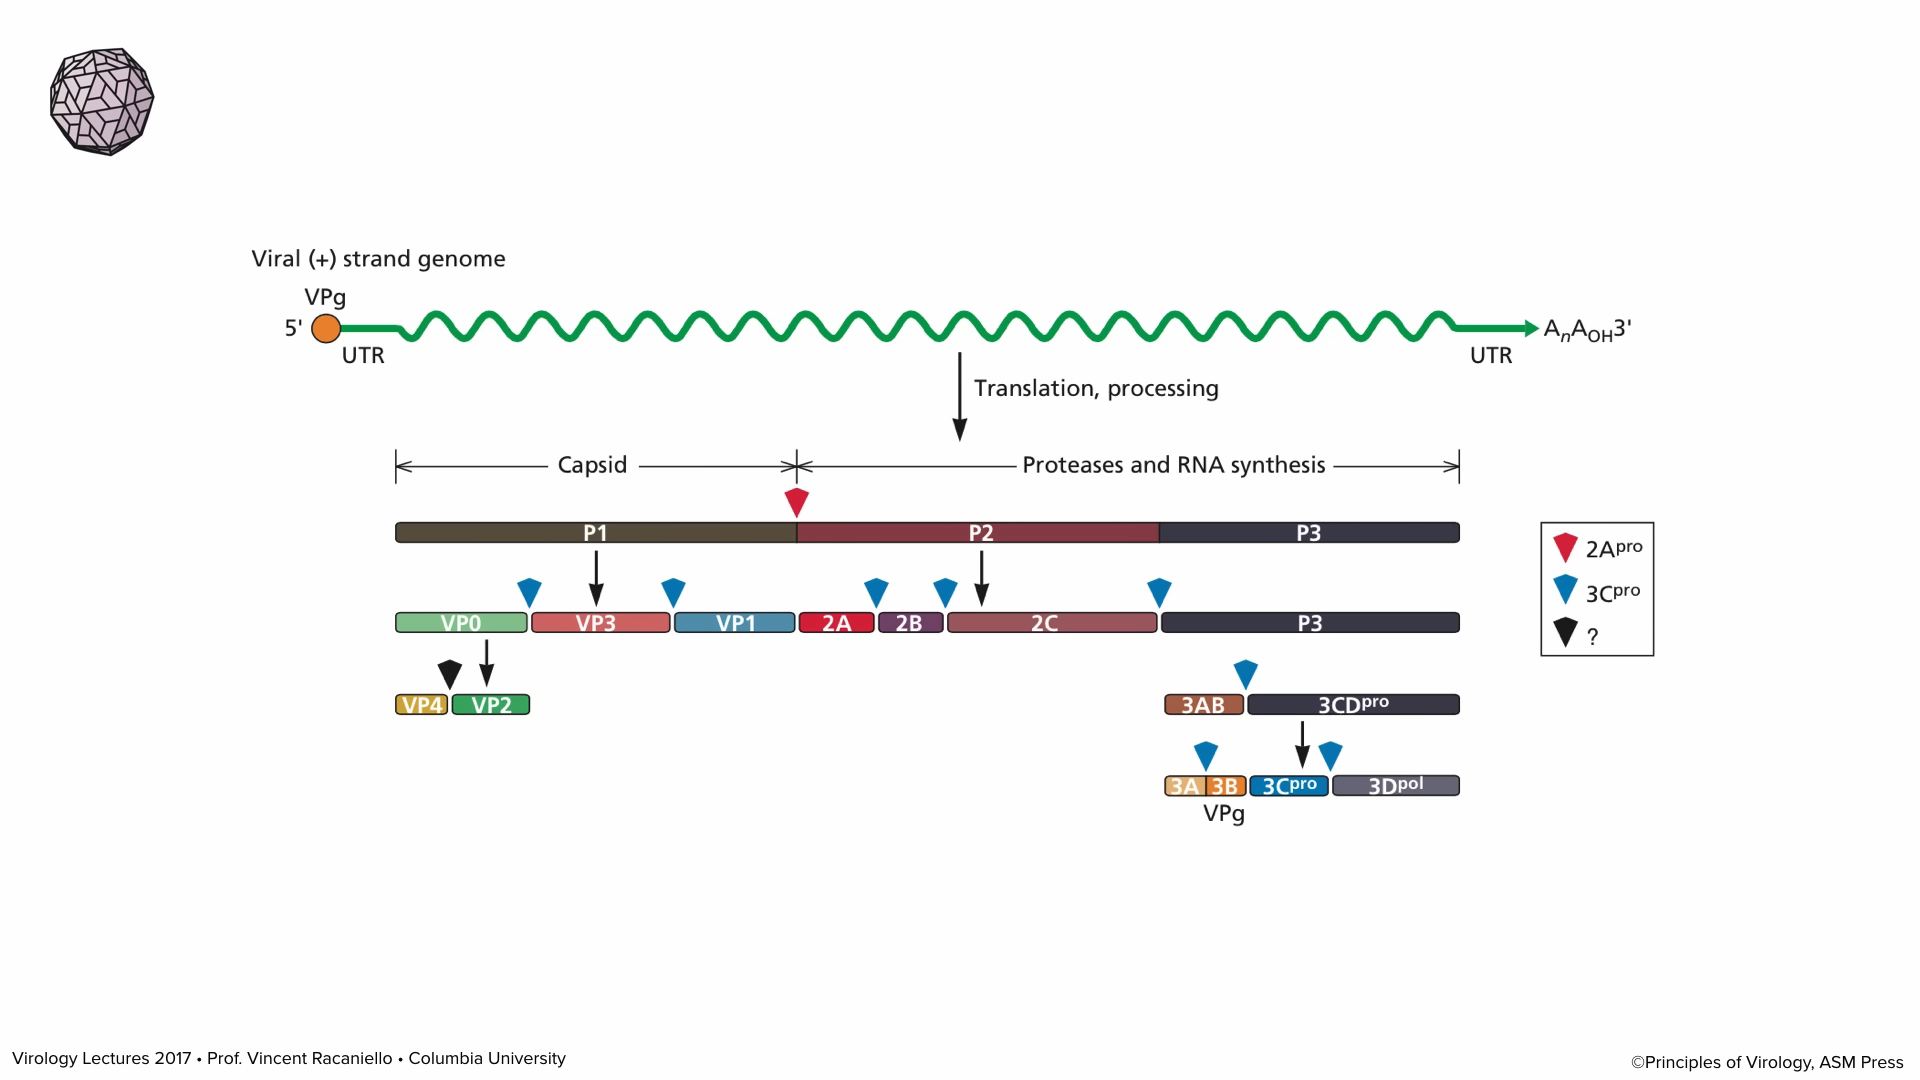 Viral (+) strand genome
VPg
5' AnAOH3'
UTR UTR
Translation, processing
Capsid Proteases and RNA synthesis
P1 P2 P3
2Apro
3Cpro
?
VP0 VP3 VP1 2A 2B 2C P3
VP4 VP2 3AB 3CDpro
3A 3B 3Cpro 3Dpol
VPg
Virology Lectures 2017 • Prof. Vincent Racaniello • Columbia University
©Principles of Virology, ASM Press